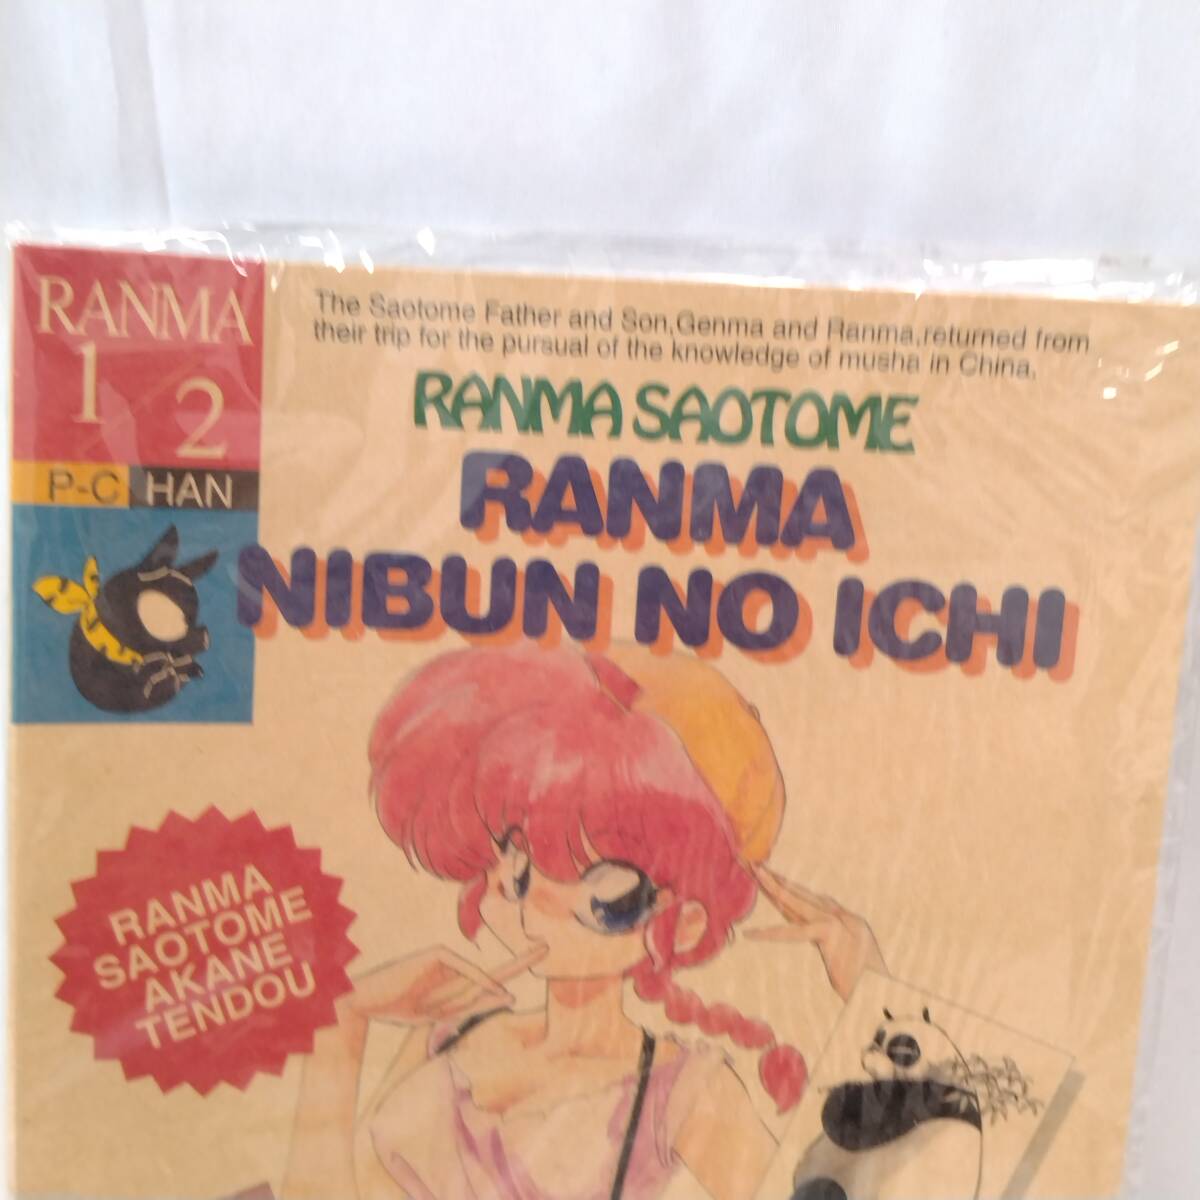 RANMA
1
2
P-C HAN
The Saotome Father and Son,Genma and Ranma,returned from
their trip for the pursual of the knowledge of musha in China.
RANMA SAOTOME
RANMA
NIBUN NO ICHI
RANMA
SAOTOME
AKANE
TENDOU